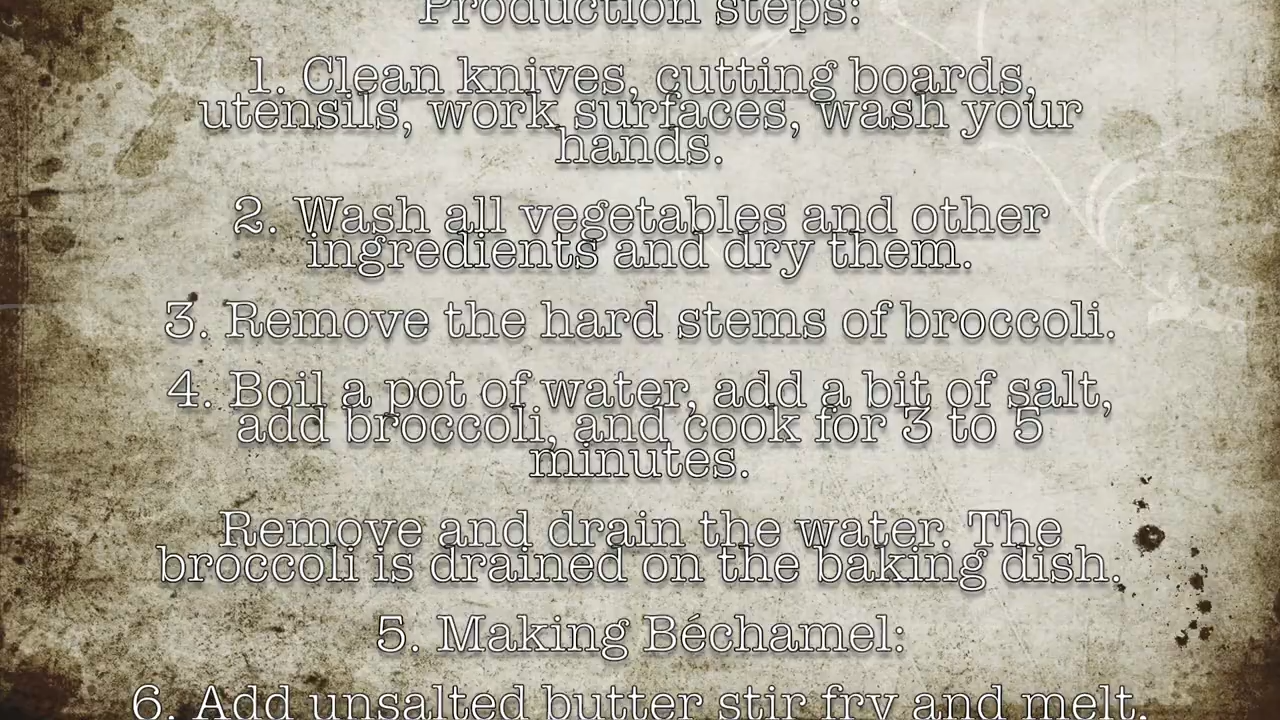 Production steps:
1. Clean knives, cutting boards,
utensils, work surfaces, wash your
hands.
2. Wash all vegetables and other
ingredients and dry them.
3. Remove the hard stems of broccoli.
4. Boil a pot of water, add a bit of salt,
add broccoli, and cook for 3 to 5
minutes.
Remove and drain the water. The
broccoli is drained on the baking dish.
5. Making Béchamel:
6. Add unsalted butter stir fry and melt.